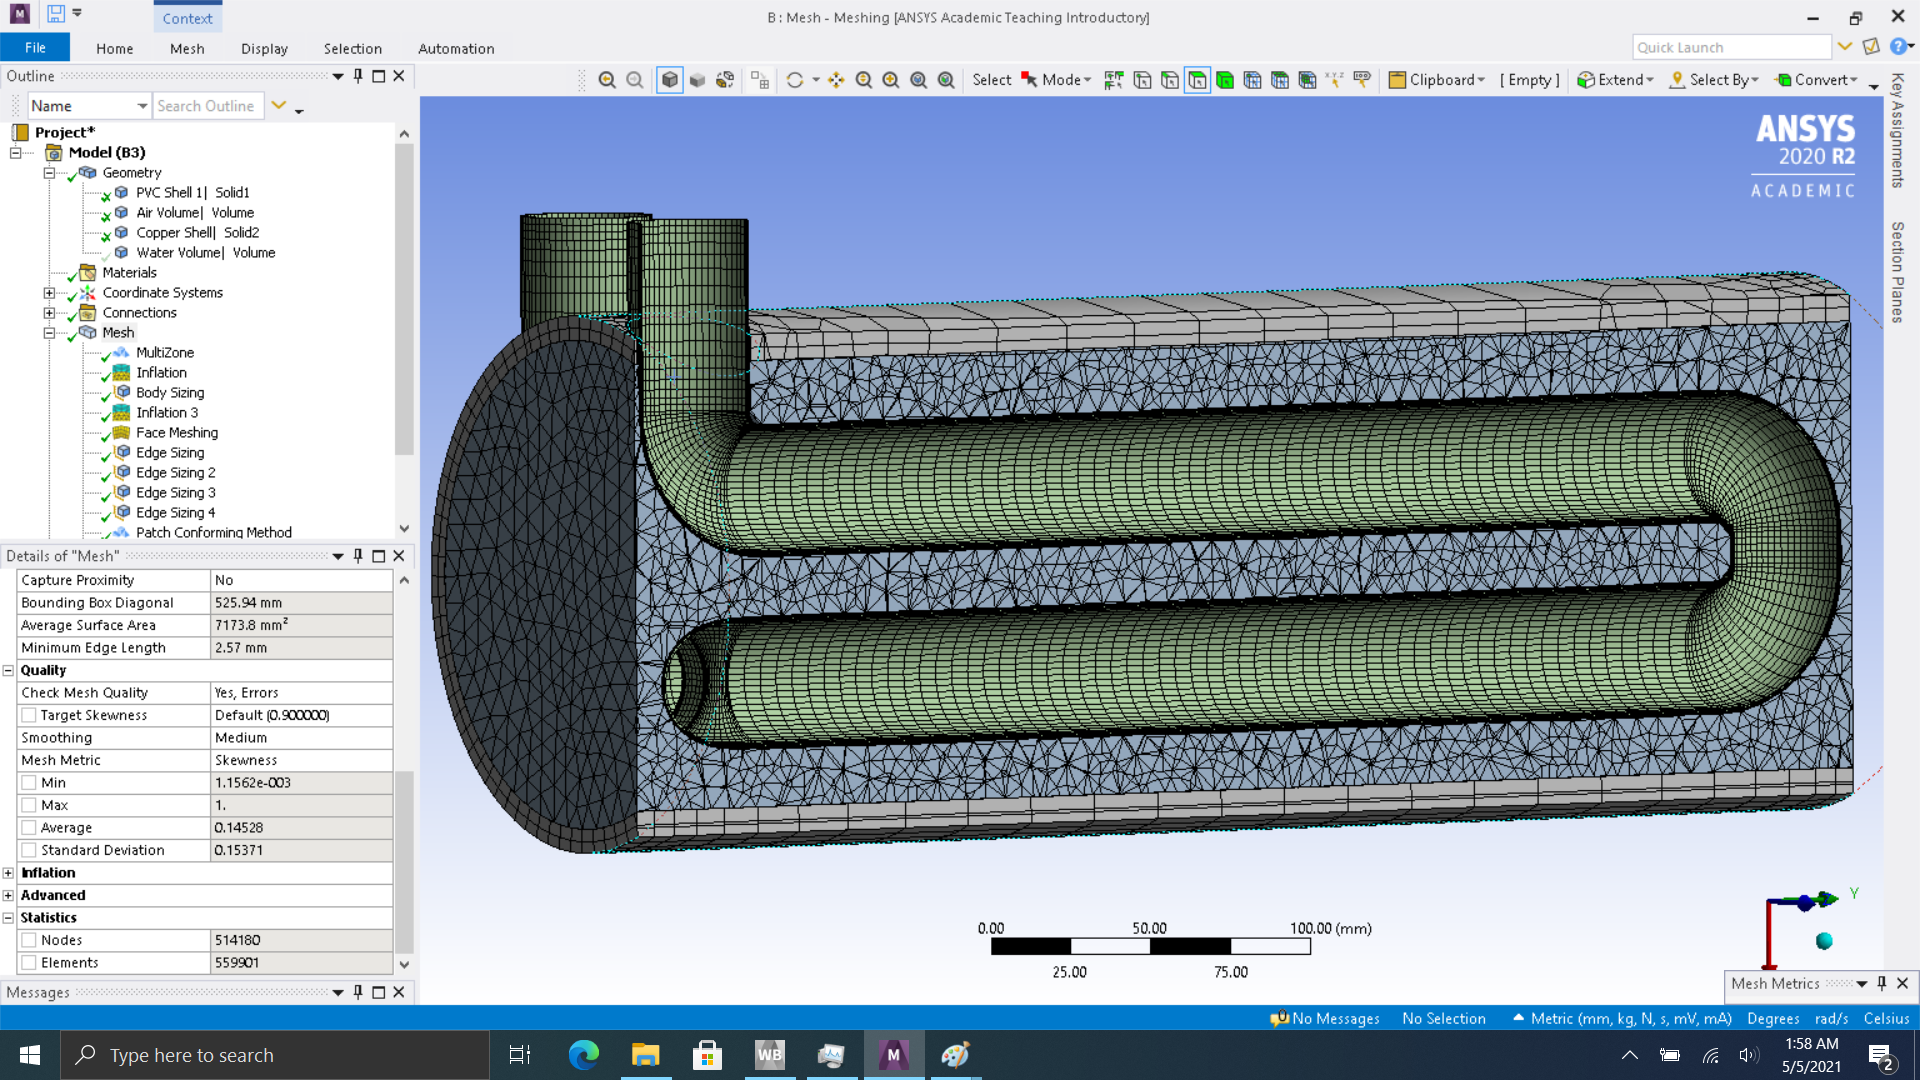 M
Context
B : Mesh - Meshing [ANSYS Academic Teaching Introductory]
File
Home
Mesh
Display
Selection
Automation
Quick Launch
Outline
Select
Mode
Clipboard
[ Empty ]
Extend
Select By
Convert
Name
Search Outline
Project*
Model (B3)
Geometry
PVC Shell 1| Solid1
Air Volume| Volume
Copper Shell| Solid2
Water Volume| Volume
Materials
Coordinate Systems
Connections
Mesh
MultiZone
Inflation
Body Sizing
Inflation 3
Face Meshing
Edge Sizing
Edge Sizing 2
Edge Sizing 3
Edge Sizing 4
Patch Conforming Method
Details of "Mesh"
Capture Proximity No
Bounding Box Diagonal 525.94 mm
Average Surface Area 7173.8 mm²
Minimum Edge Length 2.57 mm
Quality
Check Mesh Quality Yes, Errors
Target Skewness Default (0.900000)
Smoothing Medium
Mesh Metric Skewness
Min 1.1562e-003
Max 1.
Average 0.14528
Standard Deviation 0.15371
Inflation
Advanced
Statistics
Nodes 514180
Elements 559901
Messages
ANSYS
2020 R2
ACADEMIC
Key Assignments
Section Planes
0.00 50.00 100.00 (mm)
25.00 75.00
Y
Mesh Metrics
0 No Messages
No Selection
Metric (mm, kg, N, s, mV, mA)
Degrees
rad/s
Celsius
Type here to search
WB
M
1:58 AM
5/5/2021
2